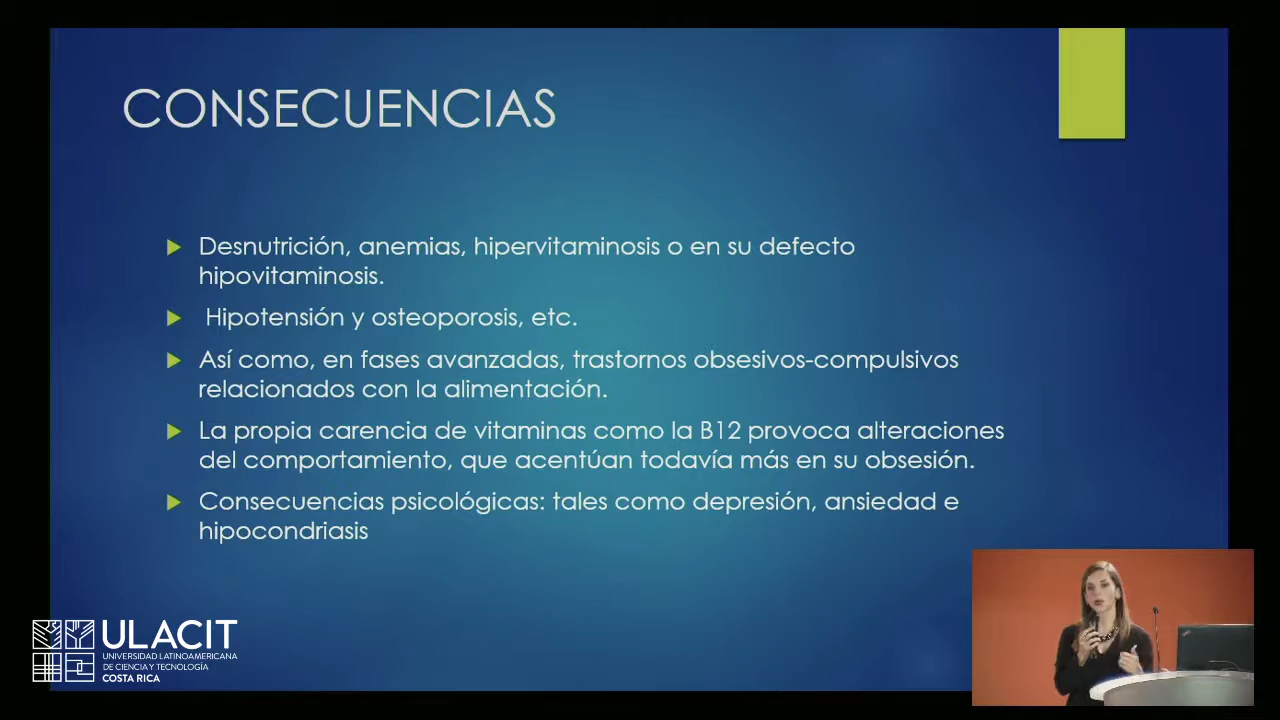 CONSECUENCIAS
Desnutrición, anemias, hipervitaminosis o en su defecto
hipovitaminosis.
Hipotensión y osteoporosis, etc.
Así como, en fases avanzadas, trastornos obsesivos-compulsivos
relacionados con la alimentación.
La propia carencia de vitaminas como la B12 provoca alteraciones
del comportamiento, que acentúan todavía más en su obsesión.
Consecuencias psicológicas: tales como depresión, ansiedad e
hipocondriasis
ULACIT
UNIVERSIDAD LATINOAMERICANA
DE CIENCIA Y TECNOLOGÍA
COSTA RICA